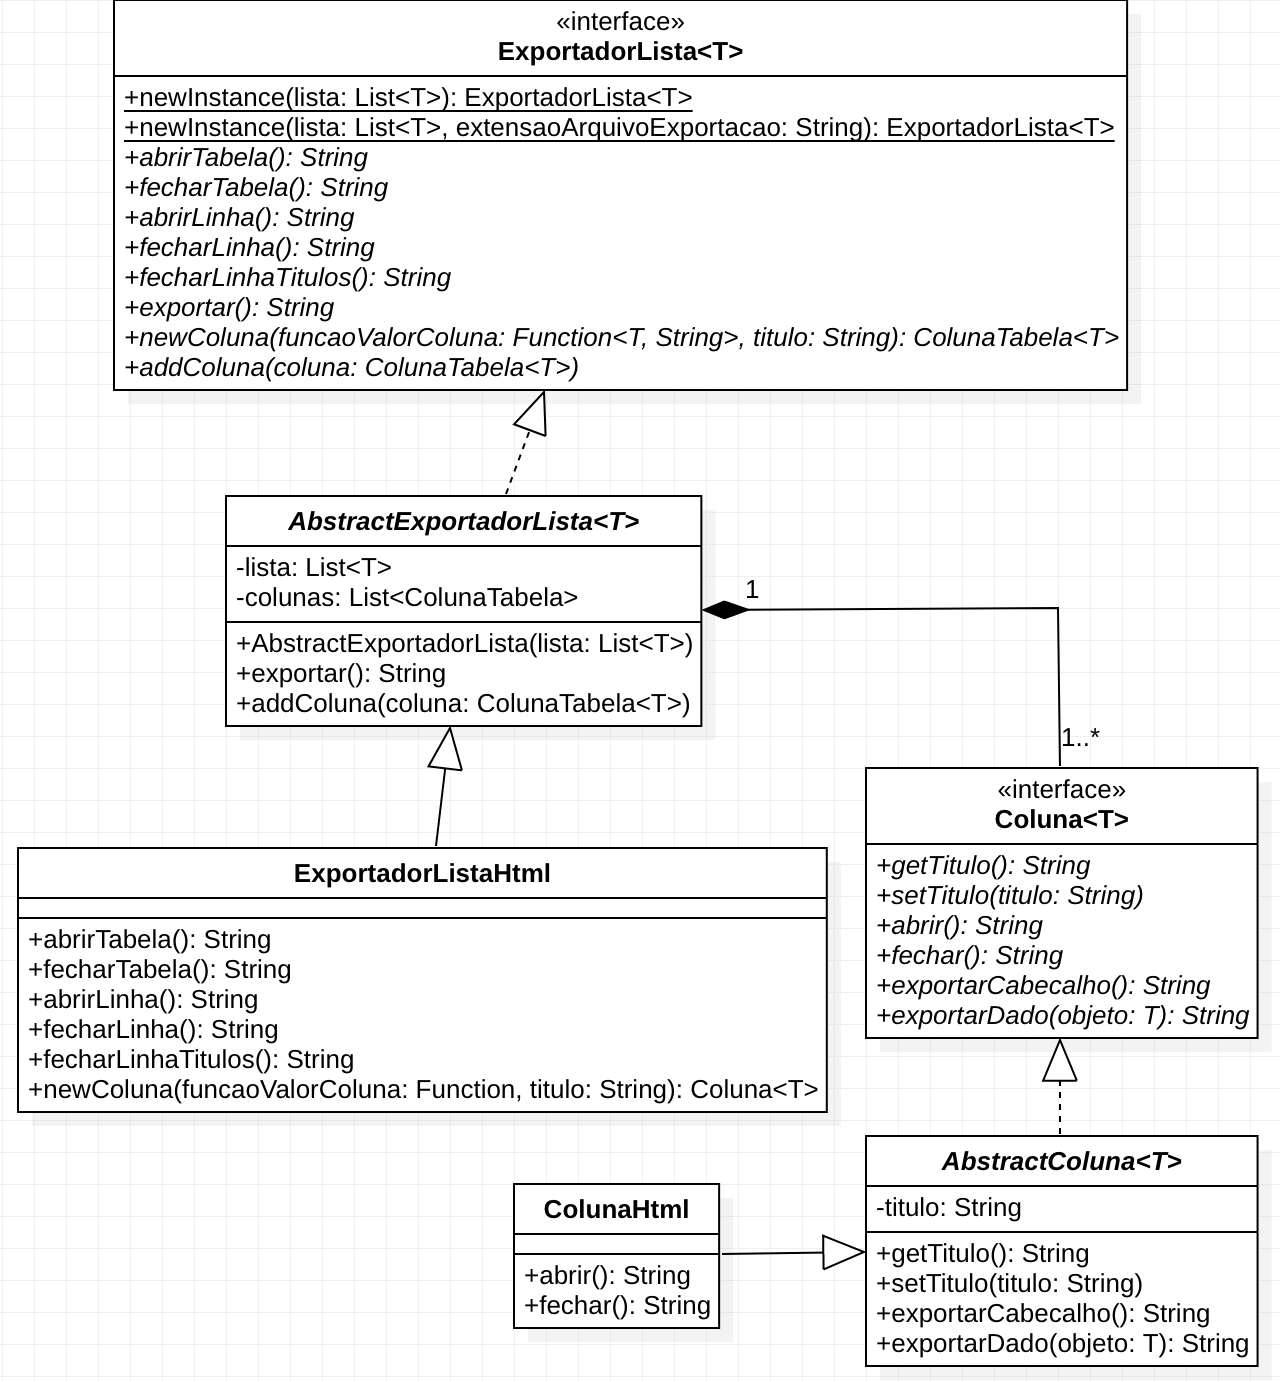 «interface»
ExportadorLista<T>
+newInstance(lista: List<T>): ExportadorLista<T>
+newInstance(lista: List<T>, extensaoArquivoExportacao: String): ExportadorLista<T>
+abrirTabela(): String
+fecharTabela(): String
+abrirLinha(): String
+fecharLinha(): String
+fecharLinhaTitulos(): String
+exportar(): String
+newColuna(funcaoValorColuna: Function<T, String>, titulo: String): ColunaTabela<T>
+addColuna(coluna: ColunaTabela<T>)
AbstractExportadorLista<T>
-lista: List<T>
-colunas: List<ColunaTabela>
+AbstractExportadorLista(lista: List<T>)
+exportar(): String
+addColuna(coluna: ColunaTabela<T>)
1
1..*
«interface»
Coluna<T>
+getTitulo(): String
+setTitulo(titulo: String)
+abrir(): String
+fechar(): String
+exportarCabecalho(): String
+exportarDado(objeto: T): String
ExportadorListaHtml
+abrirTabela(): String
+fecharTabela(): String
+abrirLinha(): String
+fecharLinha(): String
+fecharLinhaTitulos(): String
+newColuna(funcaoValorColuna: Function, titulo: String): Coluna<T>
ColunaHtml
+abrir(): String
+fechar(): String
AbstractColuna<T>
-titulo: String
+getTitulo(): String
+setTitulo(titulo: String)
+exportarCabecalho(): String
+exportarDado(objeto: T): String